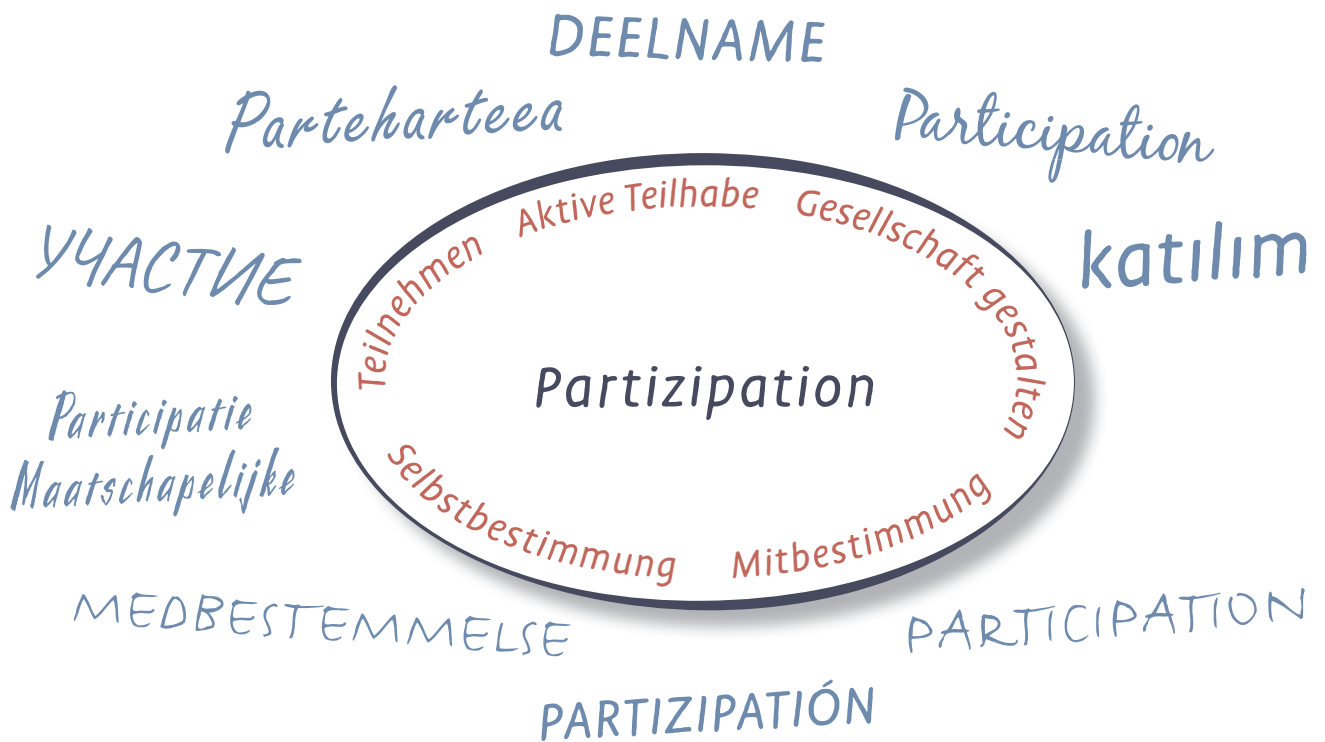 DEELNAME
Parteharteea
Participation
Aktive Teilhabe
Gesellschaft gestalten
Teilnehmen
УЧАСТИЕ
katılım
Partizipation
Participatie
Maatschapelijke
Selbstbestimmung
Mitbestimmung
MEDBESTEMMELSE
PARTICIPATION
PARTIZIPATIÓN